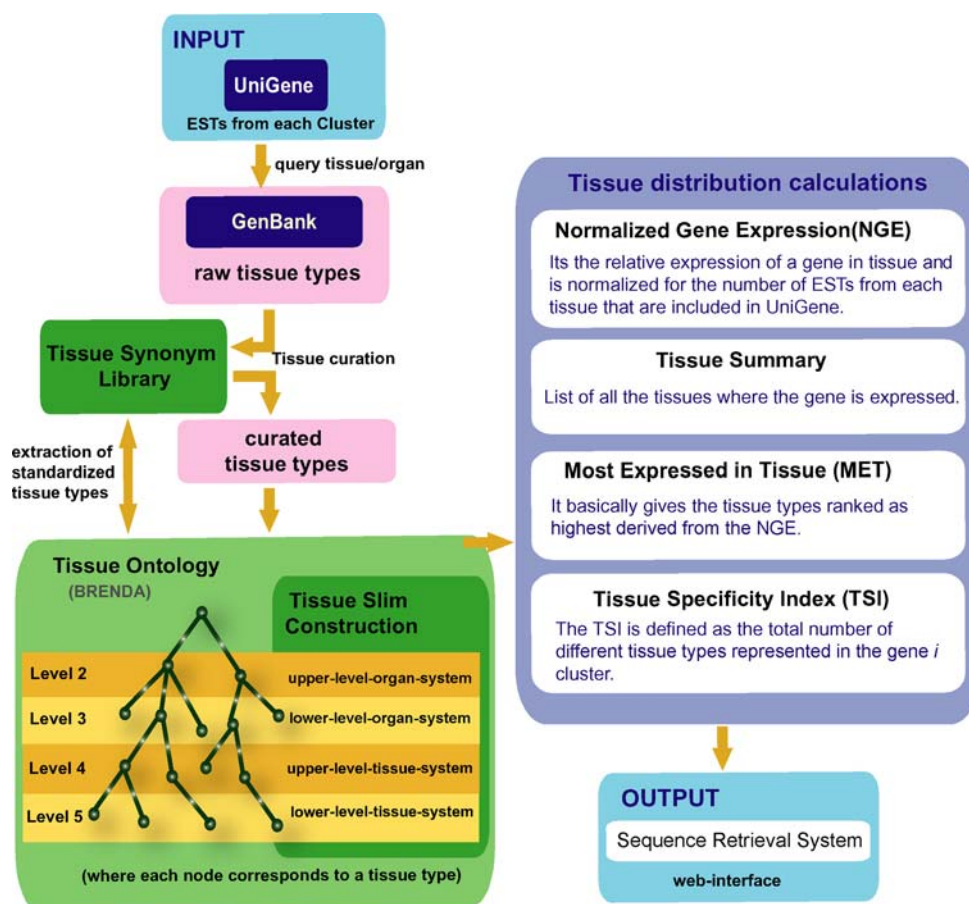 INPUT
UniGene
ESTs from each Cluster
query tissue/organ
GenBank
raw tissue types
Tissue Synonym
Library
Tissue curation
curated
tissue types
extraction of
standardized
tissue types
Tissue Ontology
(BRENDA)
Tissue Slim
Construction
Level 2
upper-level-organ-system
Level 3
lower-level-organ-system
Level 4
upper-level-tissue-system
Level 5
lower-level-tissue-system
(where each node corresponds to a tissue type)
Tissue distribution calculations
Normalized Gene Expression(NGE)
Its the relative expression of a gene in tissue and
is normalized for the number of ESTs from each
tissue that are included in UniGene.
Tissue Summary
List of all the tissues where the gene is expressed.
Most Expressed in Tissue (MET)
It basically gives the tissue types ranked as
highest derived from the NGE.
Tissue Specificity Index (TSI)
The TSI is defined as the total number of
different tissue types represented in the gene i
cluster.
OUTPUT
Sequence Retrieval System
web-interface